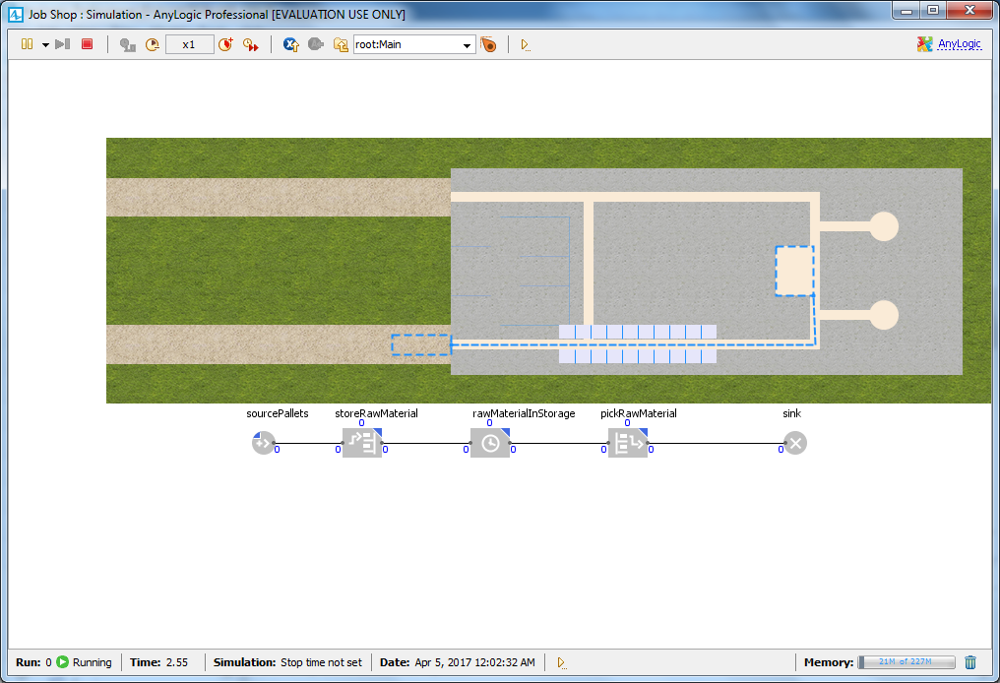 Job Shop : Simulation - AnyLogic Professional [EVALUATION USE ONLY]
x1 root:Main AnyLogic
sourcePallets storeRawMaterial rawMaterialInStorage pickRawMaterial sink
0 0 0
0 0 0 0 0 0 0 0
Run: 0 Running Time: 2.55 Simulation: Stop time not set Date: Apr 5, 2017 12:02:32 AM Memory: 21M of 227M